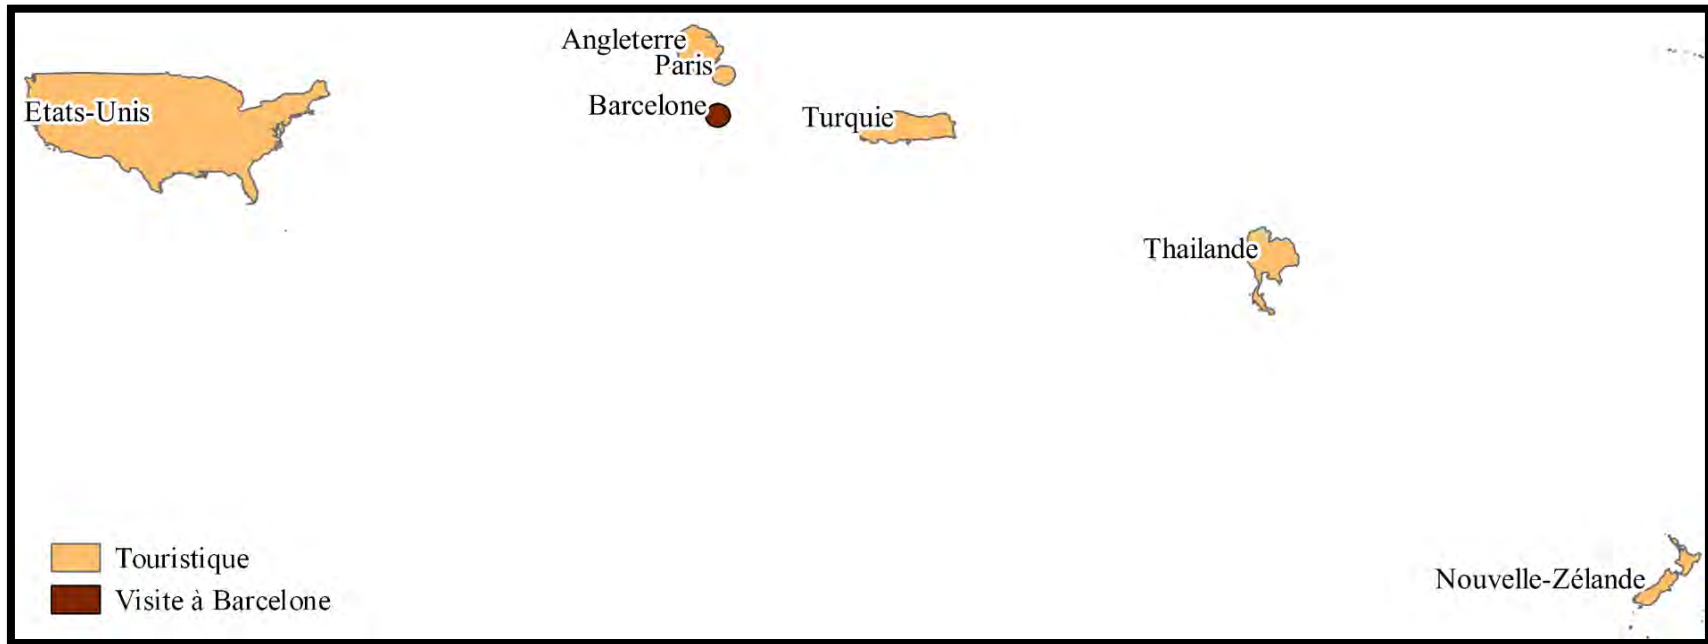 Angleterre
Paris
Etats-Unis
Barcelone
Turquie
Thailande
Touristique
Nouvelle-Zélande
Visite à Barcelone